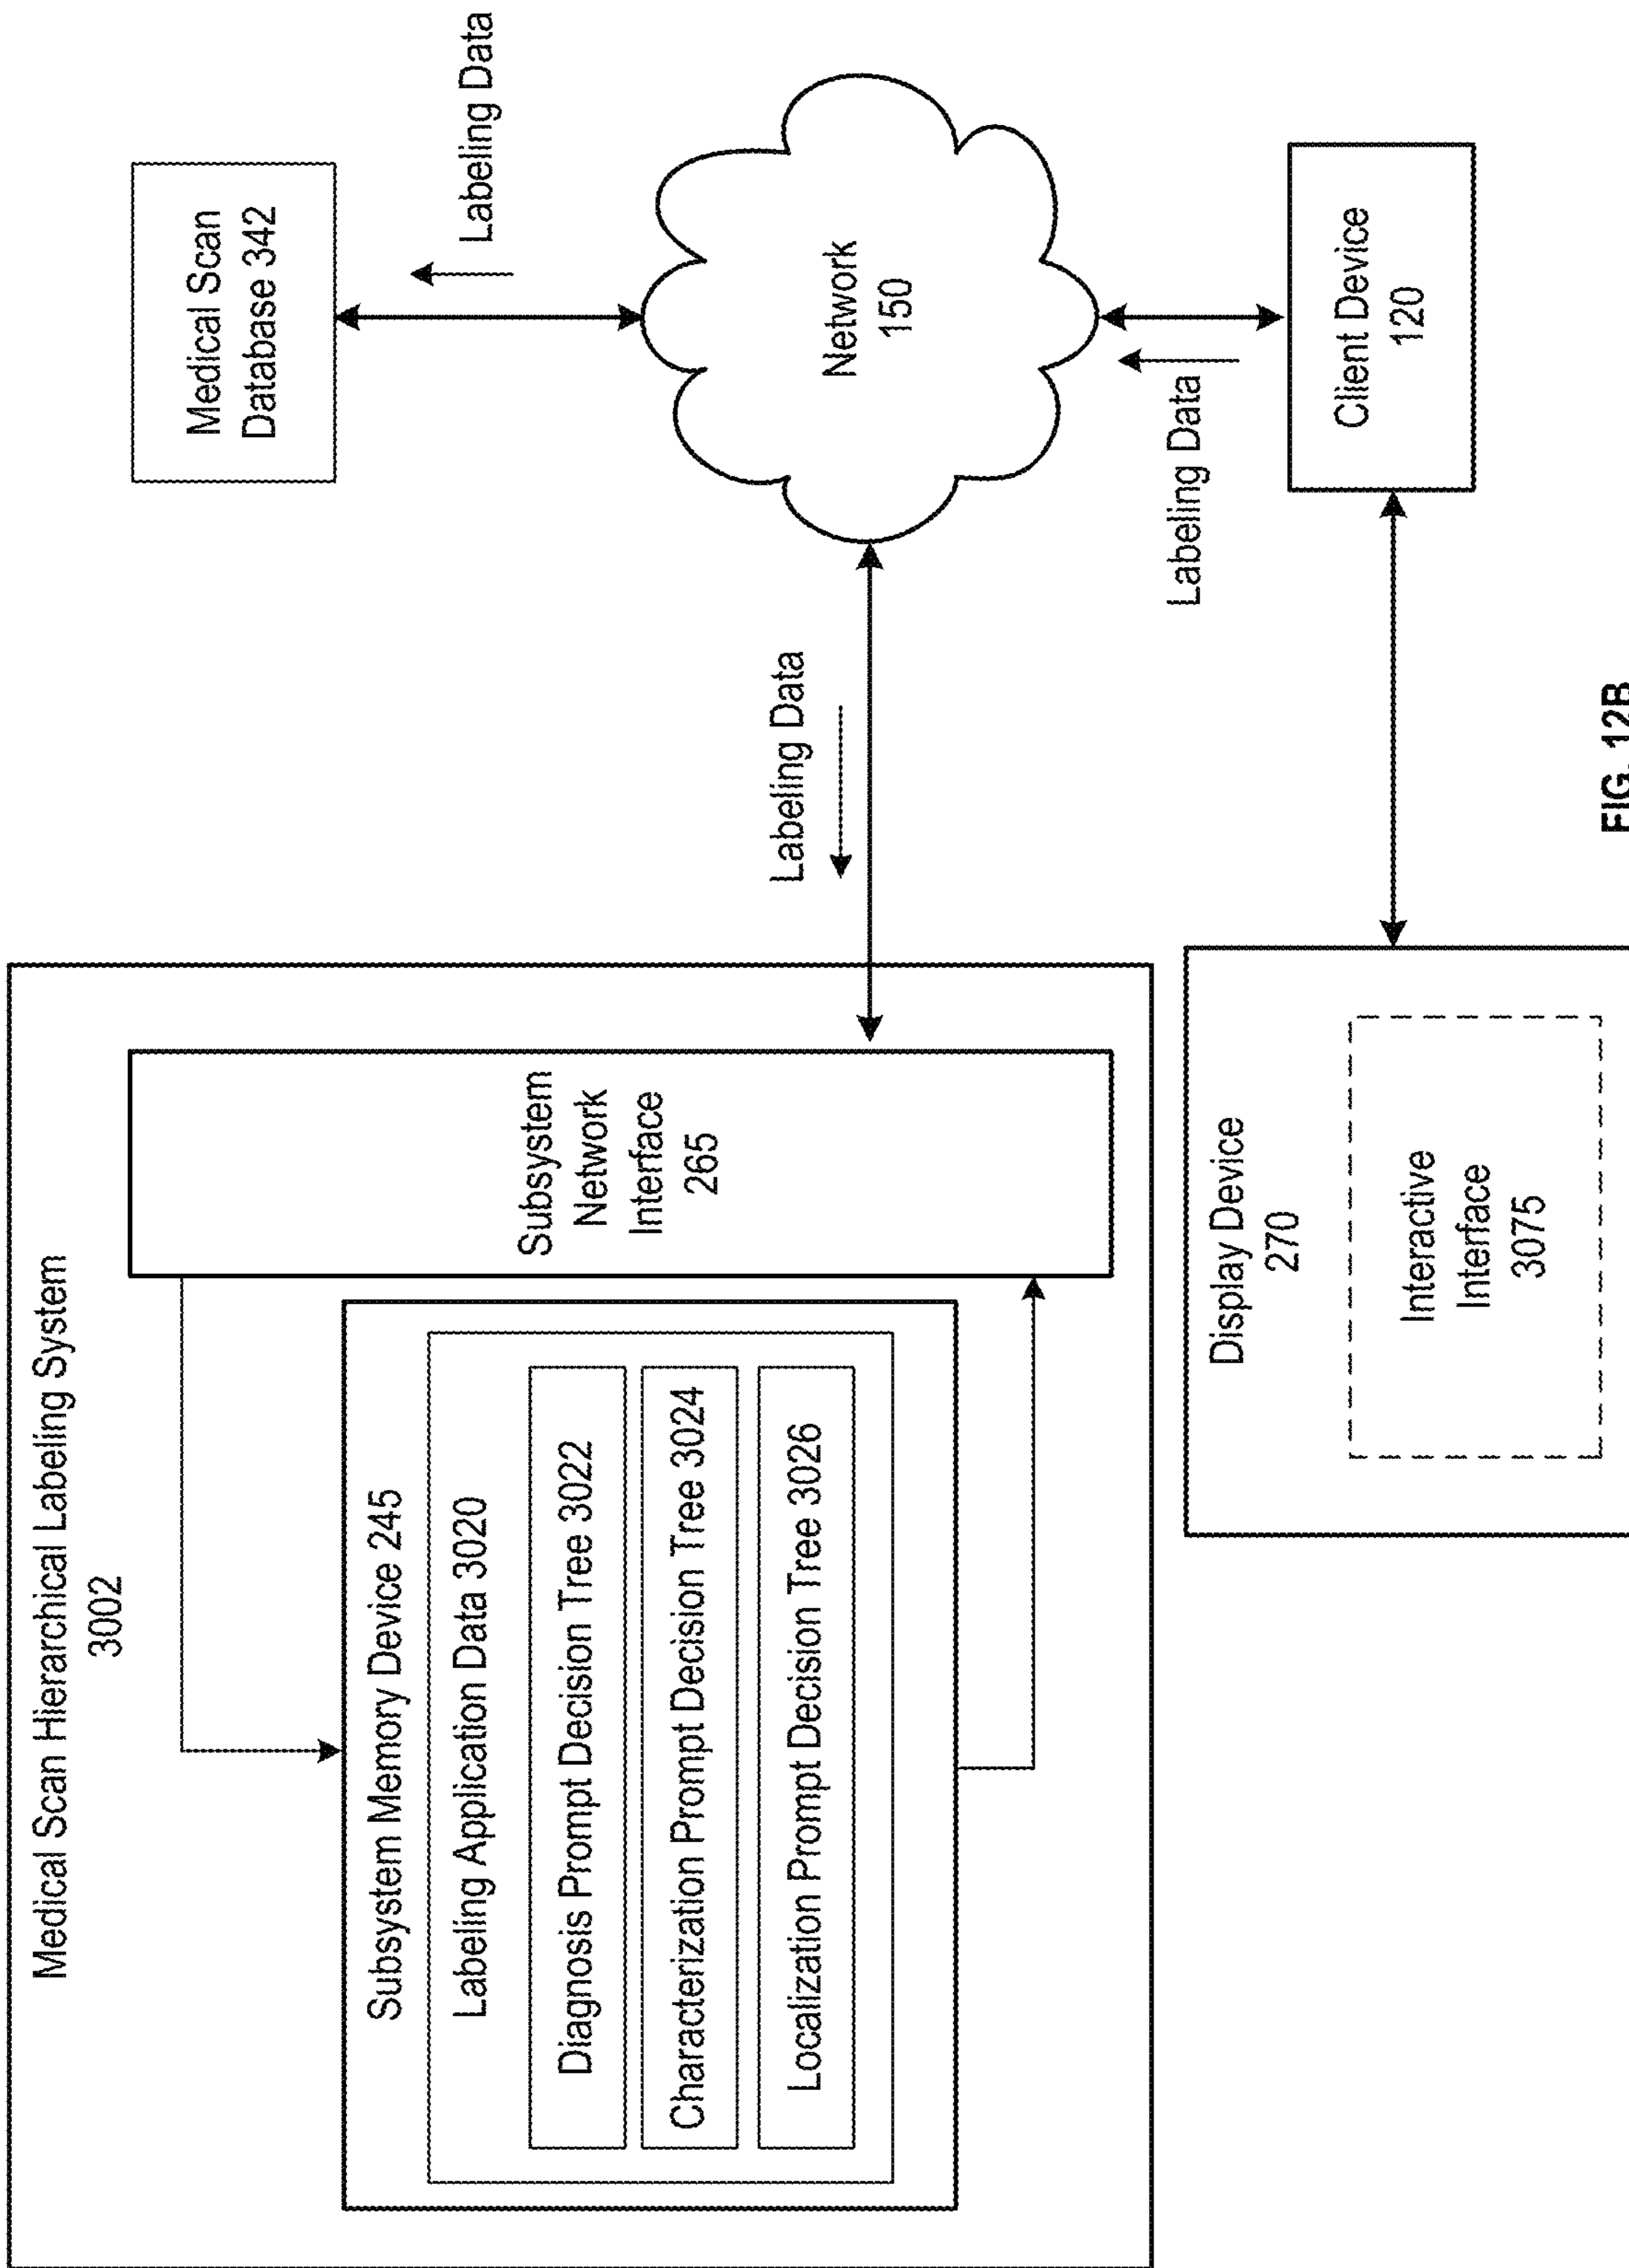 Medical Scan Hierarchical Labeling System
3002
Subsystem Memory Device 245
Labeling Application Data 3020
Diagnosis Prompt Decision Tree 3022
Characterization Prompt Decision Tree 3024
Localization Prompt Decision Tree 3026
Subsystem
Network
Interface
265
Labeling Data
Medical Scan
Database 342
Labeling Data
Network
150
Labeling Data
Client Device
120
Display Device
270
Interactive
Interface
3075
FIG. 12B